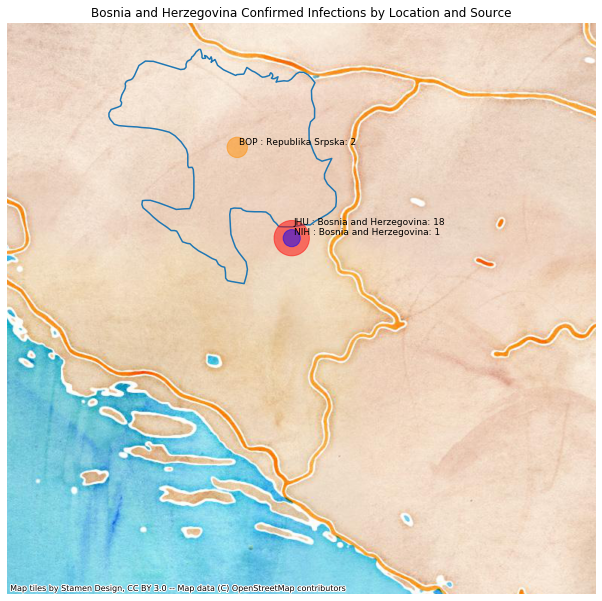 Bosnia and Herzegovina Confirmed Infections by Location and Source
BOP : Republika Srpska: 2
JHU : Bosnia and Herzegovina: 18
NIH : Bosnia and Herzegovina: 1
Map tiles by Stamen Design, CC BY 3.0 -- Map data (C) OpenStreetMap contributors